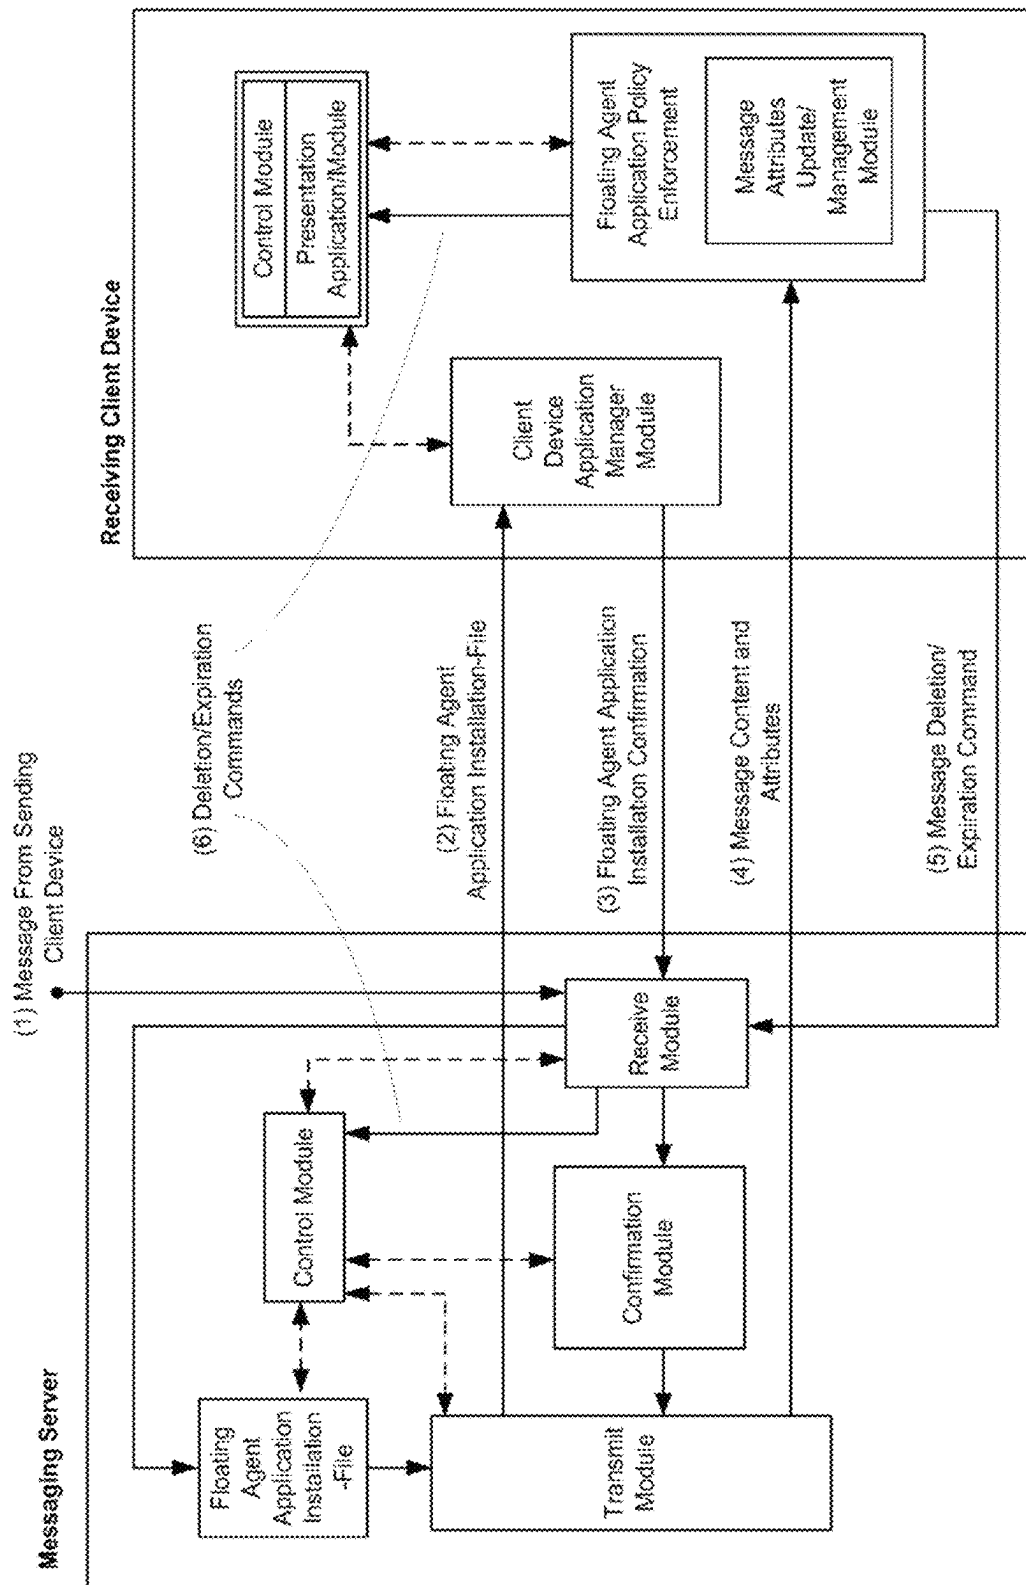 Messaging Server
Receiving Client Device
(1) Message From Sending
Client Device
(6) Deletion/Expiration
Commands
(2) Floating Agent
Application Installation-File
(3) Floating Agent Application
Installation Confirmation
(4) Message Content and
Attributes
(5) Message Deletion/
Expiration Command
Floating
Agent
Application
Installation
-File
Control Module
Transmit
Module
Confirmation
Module
Receive
Module
Client
Device
Application
Manager
Module
Control Module
Presentation
Application/Module
Floating Agent
Application Policy
Enforcement
Message
Attributes
Update/
Management
Module